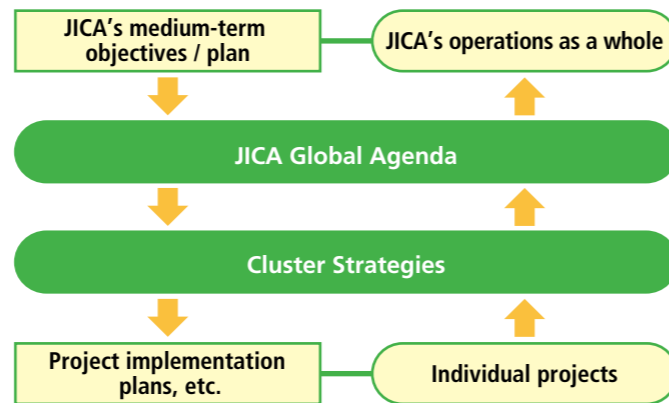 JICA’s medium-term
objectives / plan
JICA’s operations as a whole
JICA Global Agenda
Cluster Strategies
Project implementation
plans, etc.
Individual projects